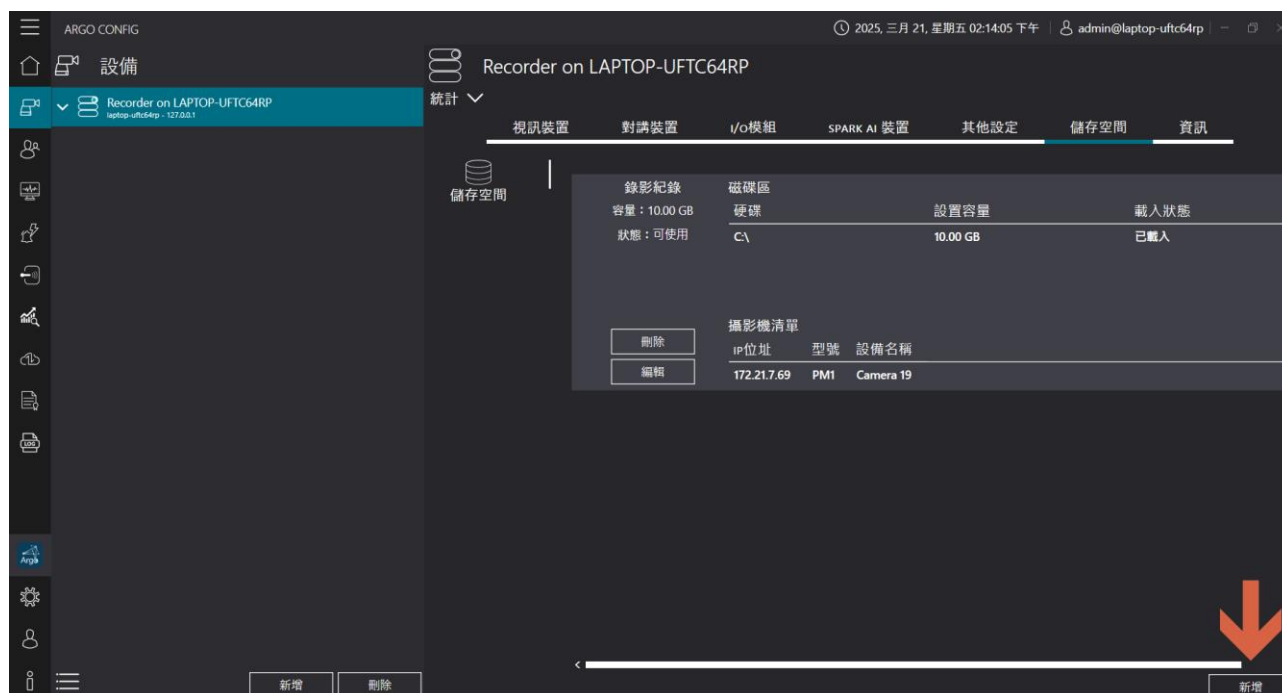 ARGO CONFIG
2025, 三月 21, 星期五 02:14:05 下午
admin@laptop-uftc64rp
設備
Recorder on LAPTOP-UFTC64RP
laptop-uftc64rp - 127.0.0.1
新增
刪除
Recorder on LAPTOP-UFTC64RP
統計
視訊裝置 對講裝置 I/O模組 SPARK AI 裝置 其他設定 儲存空間 資訊
儲存空間
錄影紀錄
容量：10.00 GB
狀態：可使用
刪除
編輯
磁碟區
硬碟 設置容量 載入狀態
C:\ 10.00 GB 已載入
攝影機清單
IP位址 型號 設備名稱
172.21.7.69 PM1 Camera 19
新增
LOG
Argo